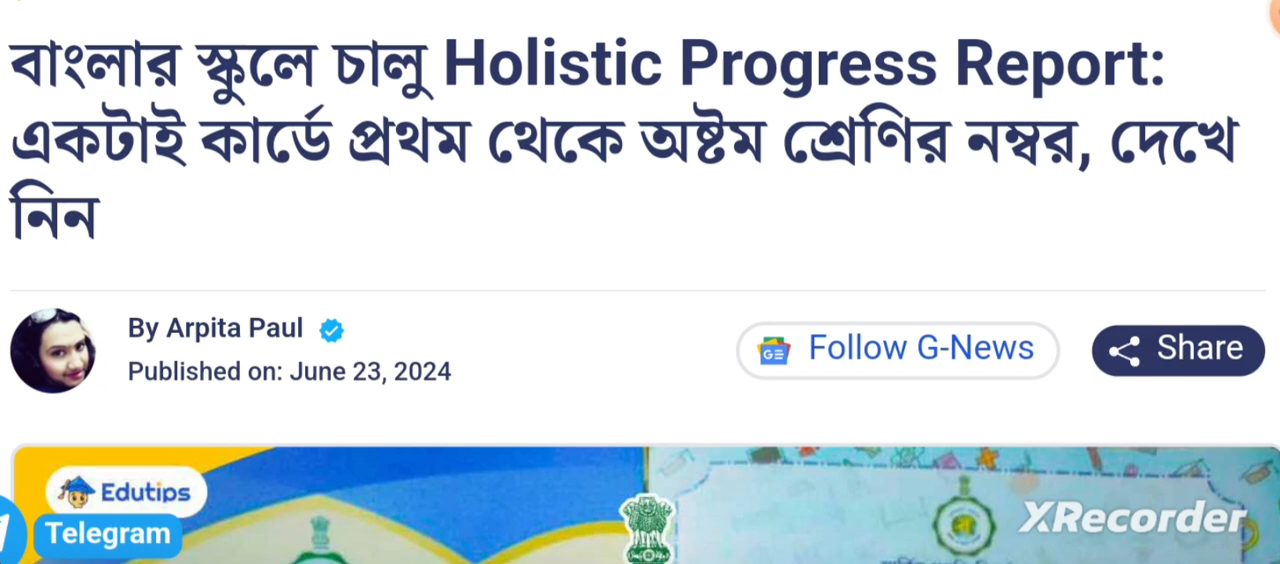 বাংলার স্কুলে চালু Holistic Progress Report:
একটাই কার্ডে প্রথম থেকে অষ্টম শ্রেণির নম্বর, দেখে
নিন
By Arpita Paul
Published on: June 23, 2024
Follow G-News
Share
Edutips
Telegram
XRecorder